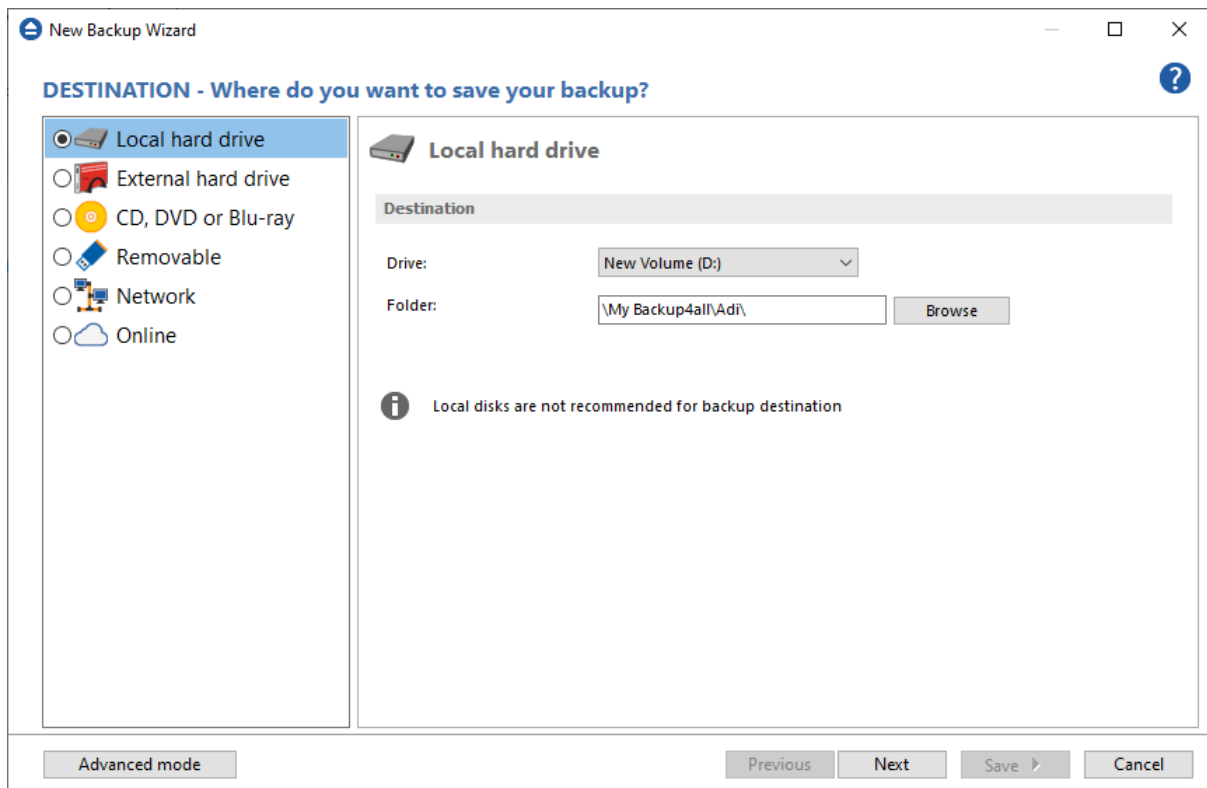 New Backup Wizard
DESTINATION - Where do you want to save your backup?
?
Local hard drive
External hard drive
CD, DVD or Blu-ray
Removable
Network
Online
Local hard drive
Destination
Drive: New Volume (D:)
Folder: \My Backup4all\Adi\ Browse
Local disks are not recommended for backup destination
Advanced mode Previous Next Save Cancel